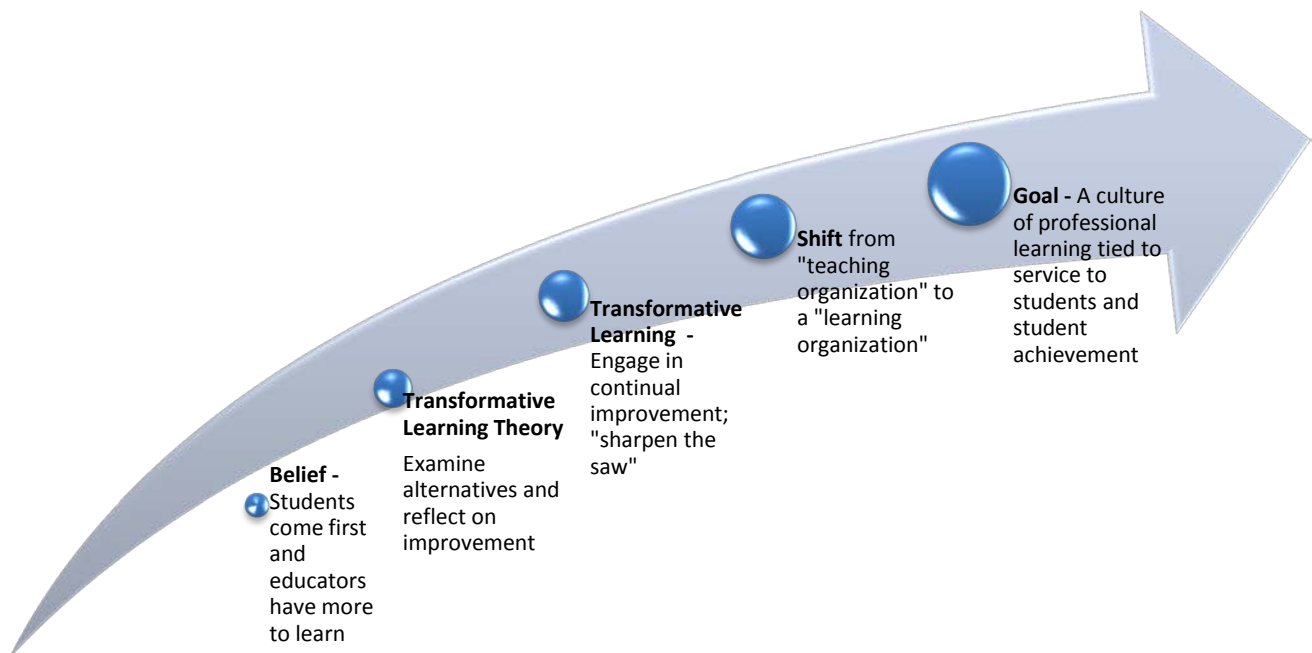 Belief -
Students
come first
and
educators
have more
to learn
Transformative
Learning Theory
Examine
alternatives and
reflect on
improvement
Transformative
Learning -
Engage in
continual
improvement;
"sharpen the
saw"
Shift from
"teaching
organization" to
a "learning
organization"
Goal - A culture
of professional
learning tied to
service to
students and
student
achievement